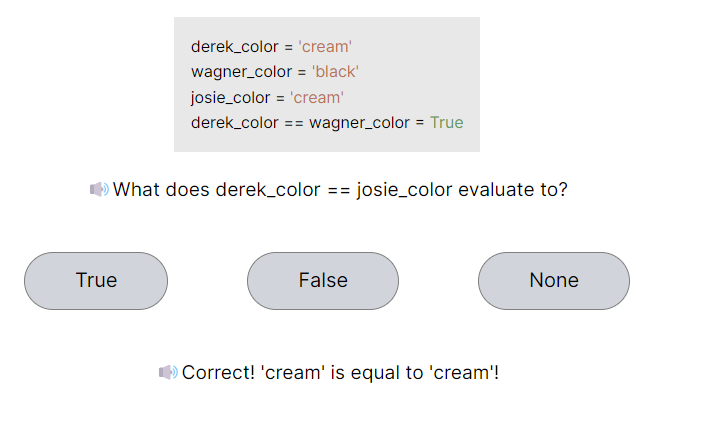 derek_color = 'cream'
wagner_color = 'black'
josie_color = 'cream'
derek_color == wagner_color = True
What does derek_color == josie_color evaluate to?
True
False
None
Correct! 'cream' is equal to 'cream'!